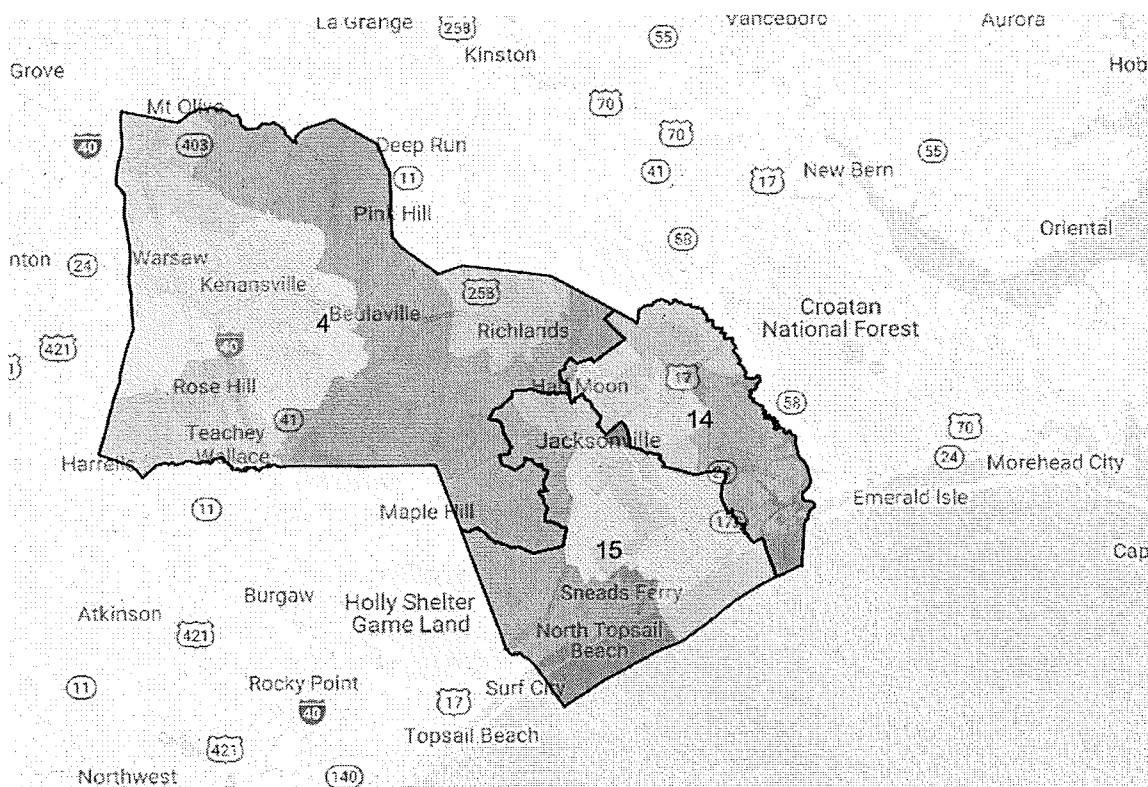 La Grange
258
Kinston
55
Vanceboro
Aurora
Grove
Hob
Mt Olive
70
40
403
Deep Run
70
55
11
41
New Bern
17
Pink Hill
Oriental
58
nton
24
Warsaw
Kenansville
258
Croatan
National Forest
4
Beulaville
Richlands
421
40
Rose Hill
Half Moon
17
58
41
14
70
Teachey
Wallace
Jacksonville
Harrells
24
24
Morehead City
11
Maple Hill
17
Emerald Isle
15
Cap
Sneads Ferry
Burgaw
Holly Shelter
Game Land
Atkinson
421
North Topsail
Beach
11
Rocky Point
Surf City
17
40
Topsail Beach
421
Northwest
140